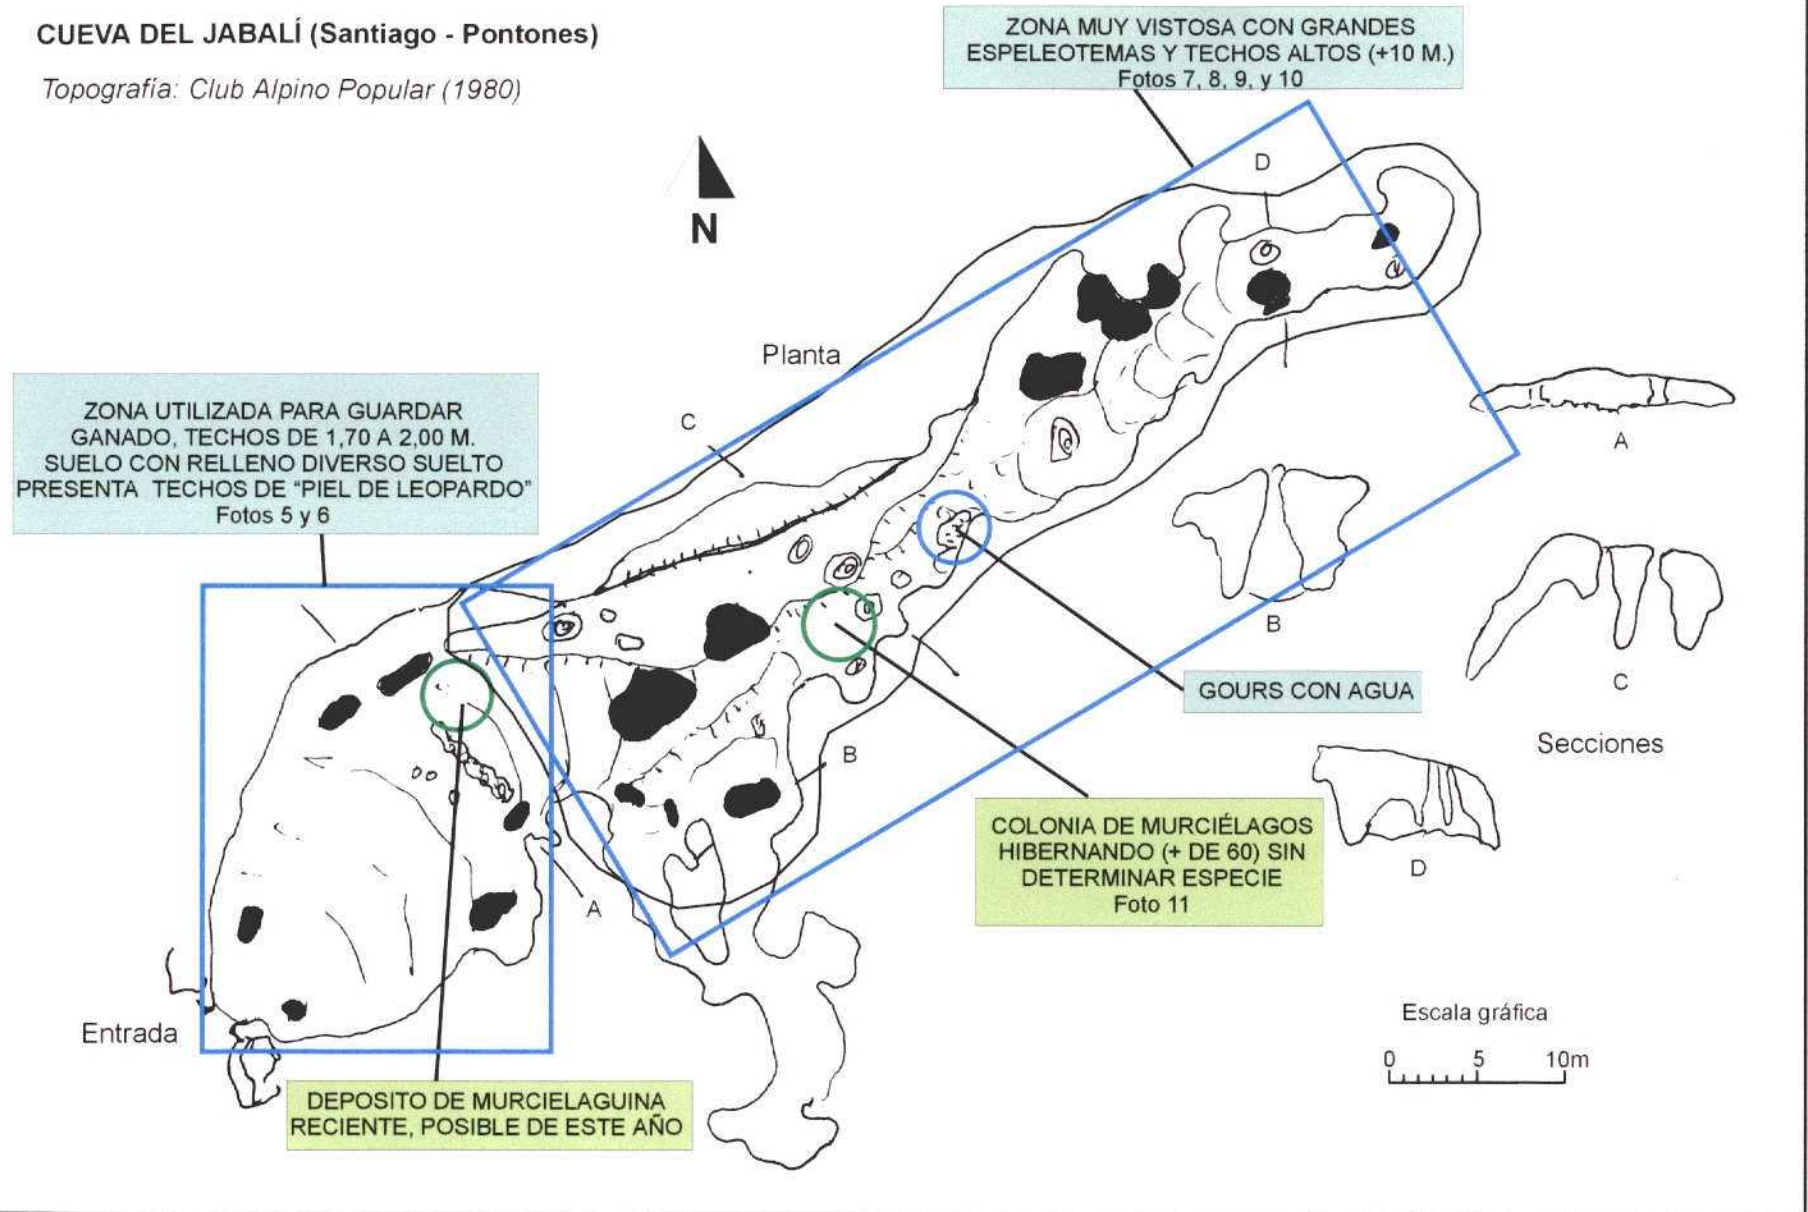 CUEVA DEL JABALÍ (Santiago - Pontones)
Topografía: Club Alpino Popular (1980)
ZONA MUY VISTOSA CON GRANDES
ESPELEOTEMAS Y TECHOS ALTOS (+10 M.)
Fotos 7, 8, 9, y 10
N
D
Planta
C
ZONA UTILIZADA PARA GUARDAR
GANADO, TECHOS DE 1,70 A 2,00 M.
SUELO CON RELLENO DIVERSO SUELTO
PRESENTA TECHOS DE “PIEL DE LEOPARDO”
Fotos 5 y 6
A
B
C
GOURS CON AGUA
Secciones
B
COLONIA DE MURCIÉLAGOS
HIBERNANDO (+ DE 60) SIN
DETERMINAR ESPECIE
Foto 11
D
A
Entrada
DEPOSITO DE MURCIELAGUINA
RECIENTE, POSIBLE DE ESTE AÑO
Escala gráfica
0 5 10m